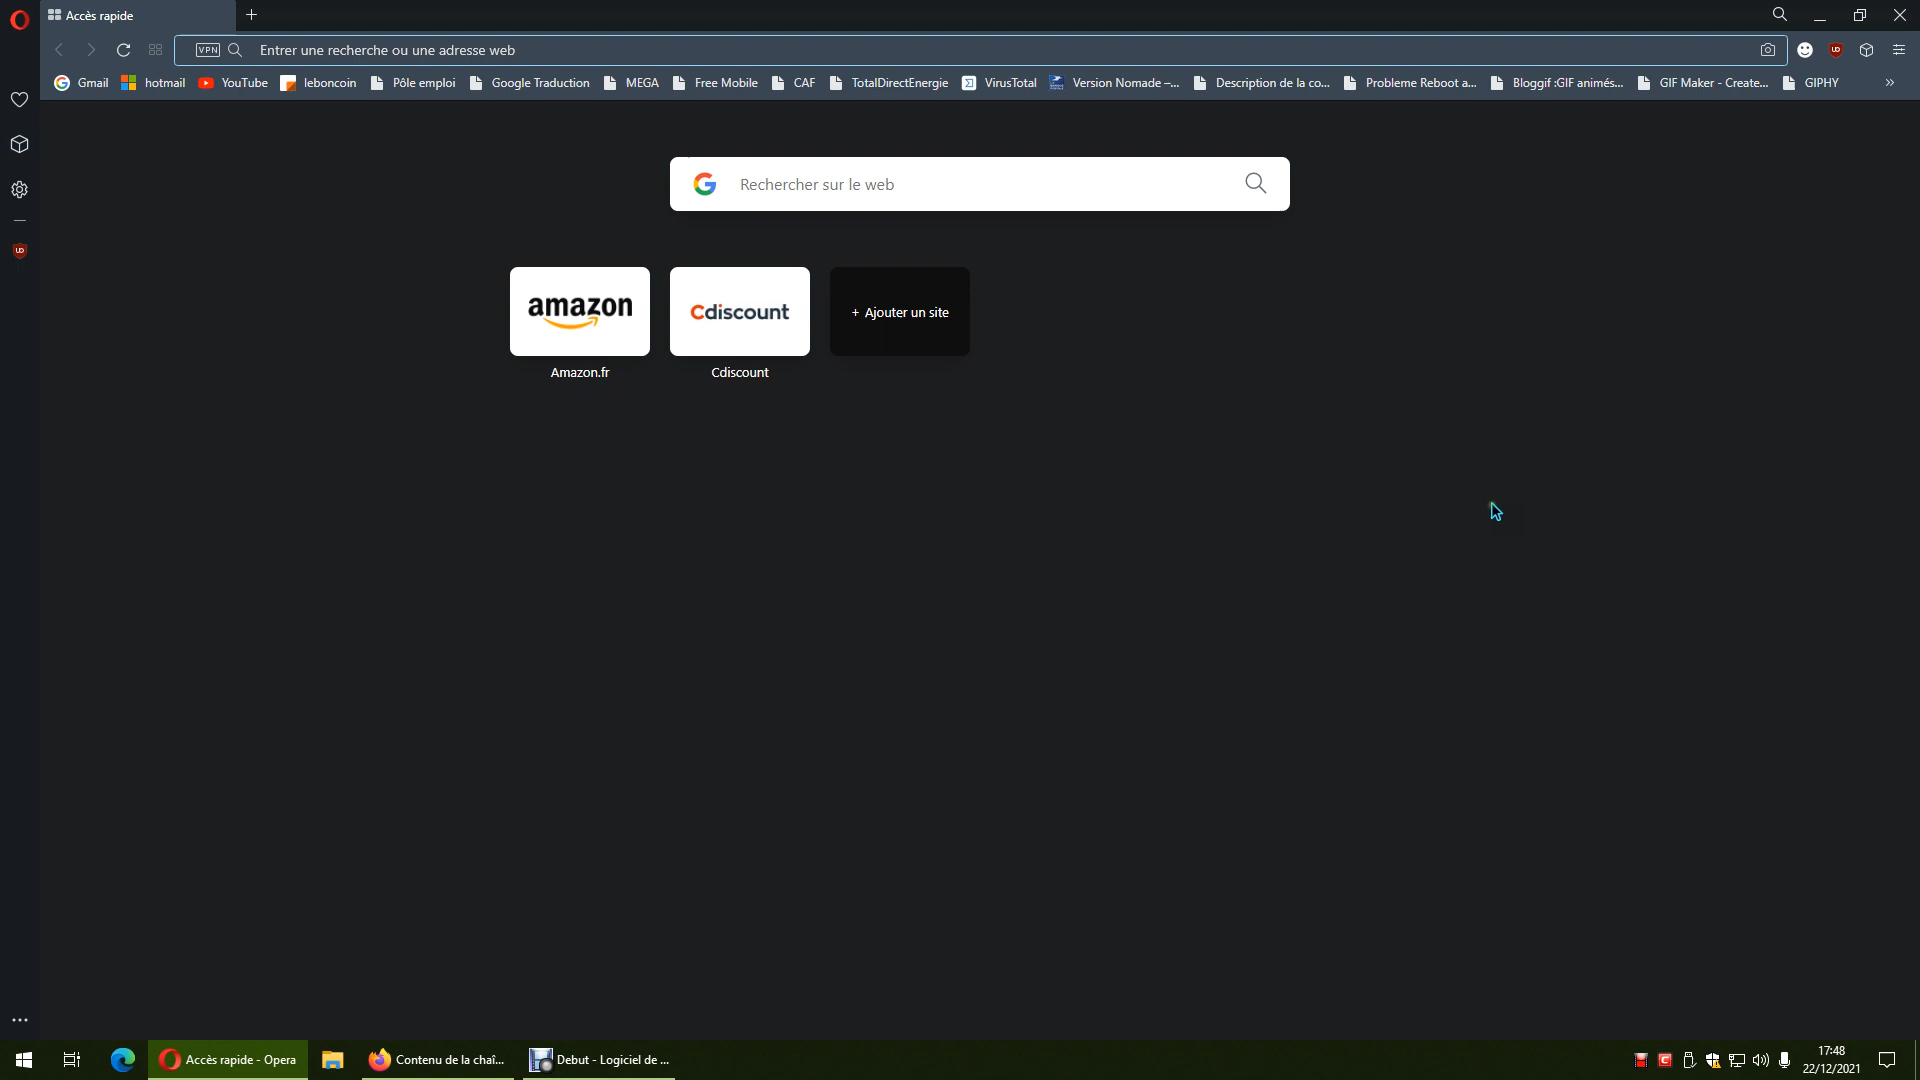 Accès rapide
VPN Entrer une recherche ou une adresse web
Gmail hotmail YouTube leboncoin Pôle emploi Google Traduction MEGA Free Mobile CAF TotalDirectEnergie VirusTotal Version Nomade –... Description de la co... Probleme Reboot a... Bloggif :GIF animés... GIF Maker - Create... GIPHY »
Rechercher sur le web
amazon Cdiscount + Ajouter un site
Amazon.fr Cdiscount
Accès rapide - Opera Contenu de la chaî... Debut - Logiciel de ... 17:48
22/12/2021